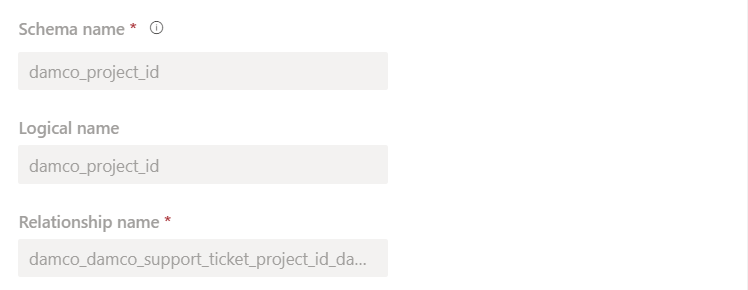 Schema name *
damco_project_id
Logical name
damco_project_id
Relationship name *
damco_damco_support_ticket_project_id_da...